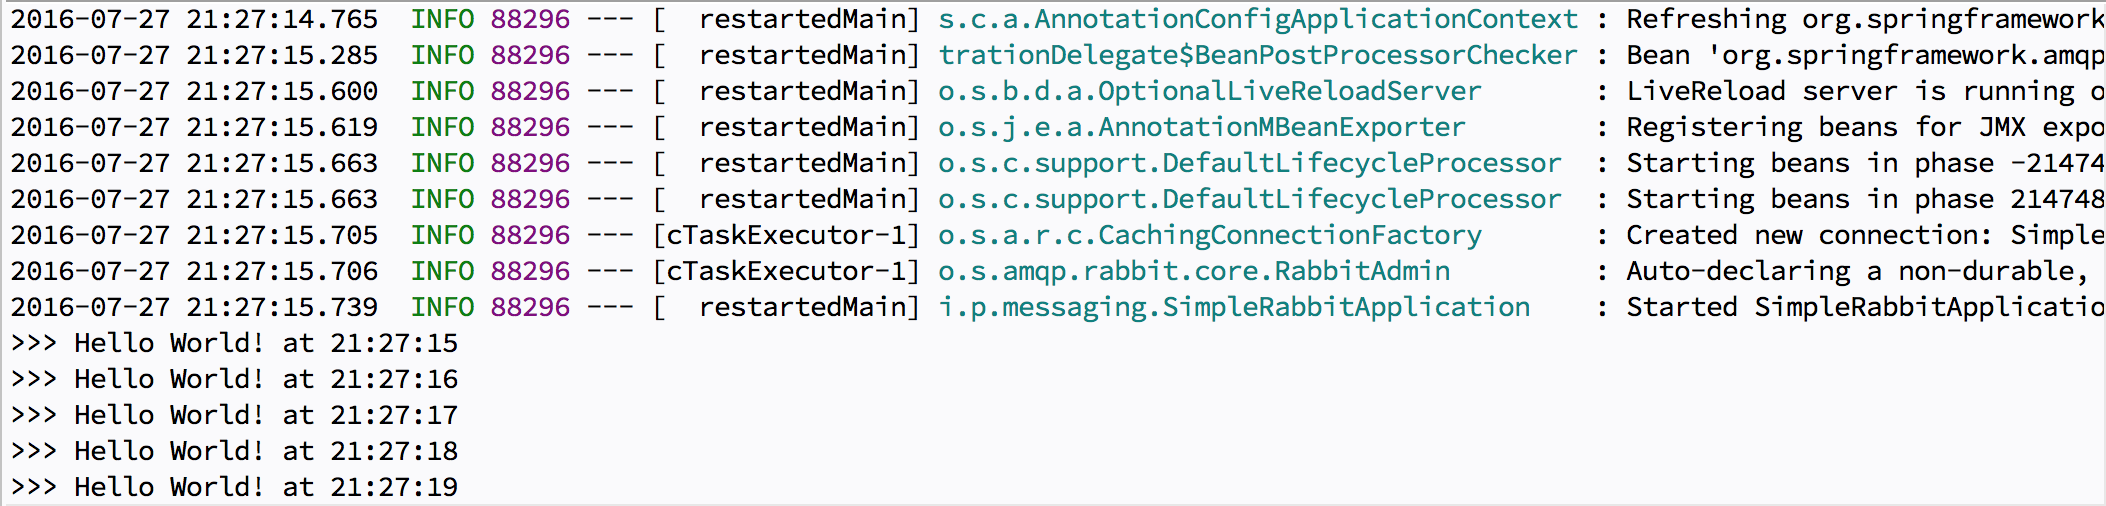 2016-07-27 21:27:14.765  INFO 88296 --- [  restartedMain] s.c.a.AnnotationConfigApplicationContext : Refreshing org.springframework
2016-07-27 21:27:15.285  INFO 88296 --- [  restartedMain] trationDelegate$BeanPostProcessorChecker : Bean 'org.springframework.amqp
2016-07-27 21:27:15.600  INFO 88296 --- [  restartedMain] o.s.b.d.a.OptionalLiveReloadServer       : LiveReload server is running o
2016-07-27 21:27:15.619  INFO 88296 --- [  restartedMain] o.s.j.e.a.AnnotationMBeanExporter        : Registering beans for JMX expo
2016-07-27 21:27:15.663  INFO 88296 --- [  restartedMain] o.s.c.support.DefaultLifecycleProcessor  : Starting beans in phase -21474
2016-07-27 21:27:15.663  INFO 88296 --- [  restartedMain] o.s.c.support.DefaultLifecycleProcessor  : Starting beans in phase 214748
2016-07-27 21:27:15.705  INFO 88296 --- [cTaskExecutor-1] o.s.a.r.c.CachingConnectionFactory       : Created new connection: Simple
2016-07-27 21:27:15.706  INFO 88296 --- [cTaskExecutor-1] o.s.amqp.rabbit.core.RabbitAdmin         : Auto-declaring a non-durable,
2016-07-27 21:27:15.739  INFO 88296 --- [  restartedMain] i.p.messaging.SimpleRabbitApplication    : Started SimpleRabbitApplicatio
>>> Hello World! at 21:27:15
>>> Hello World! at 21:27:16
>>> Hello World! at 21:27:17
>>> Hello World! at 21:27:18
>>> Hello World! at 21:27:19